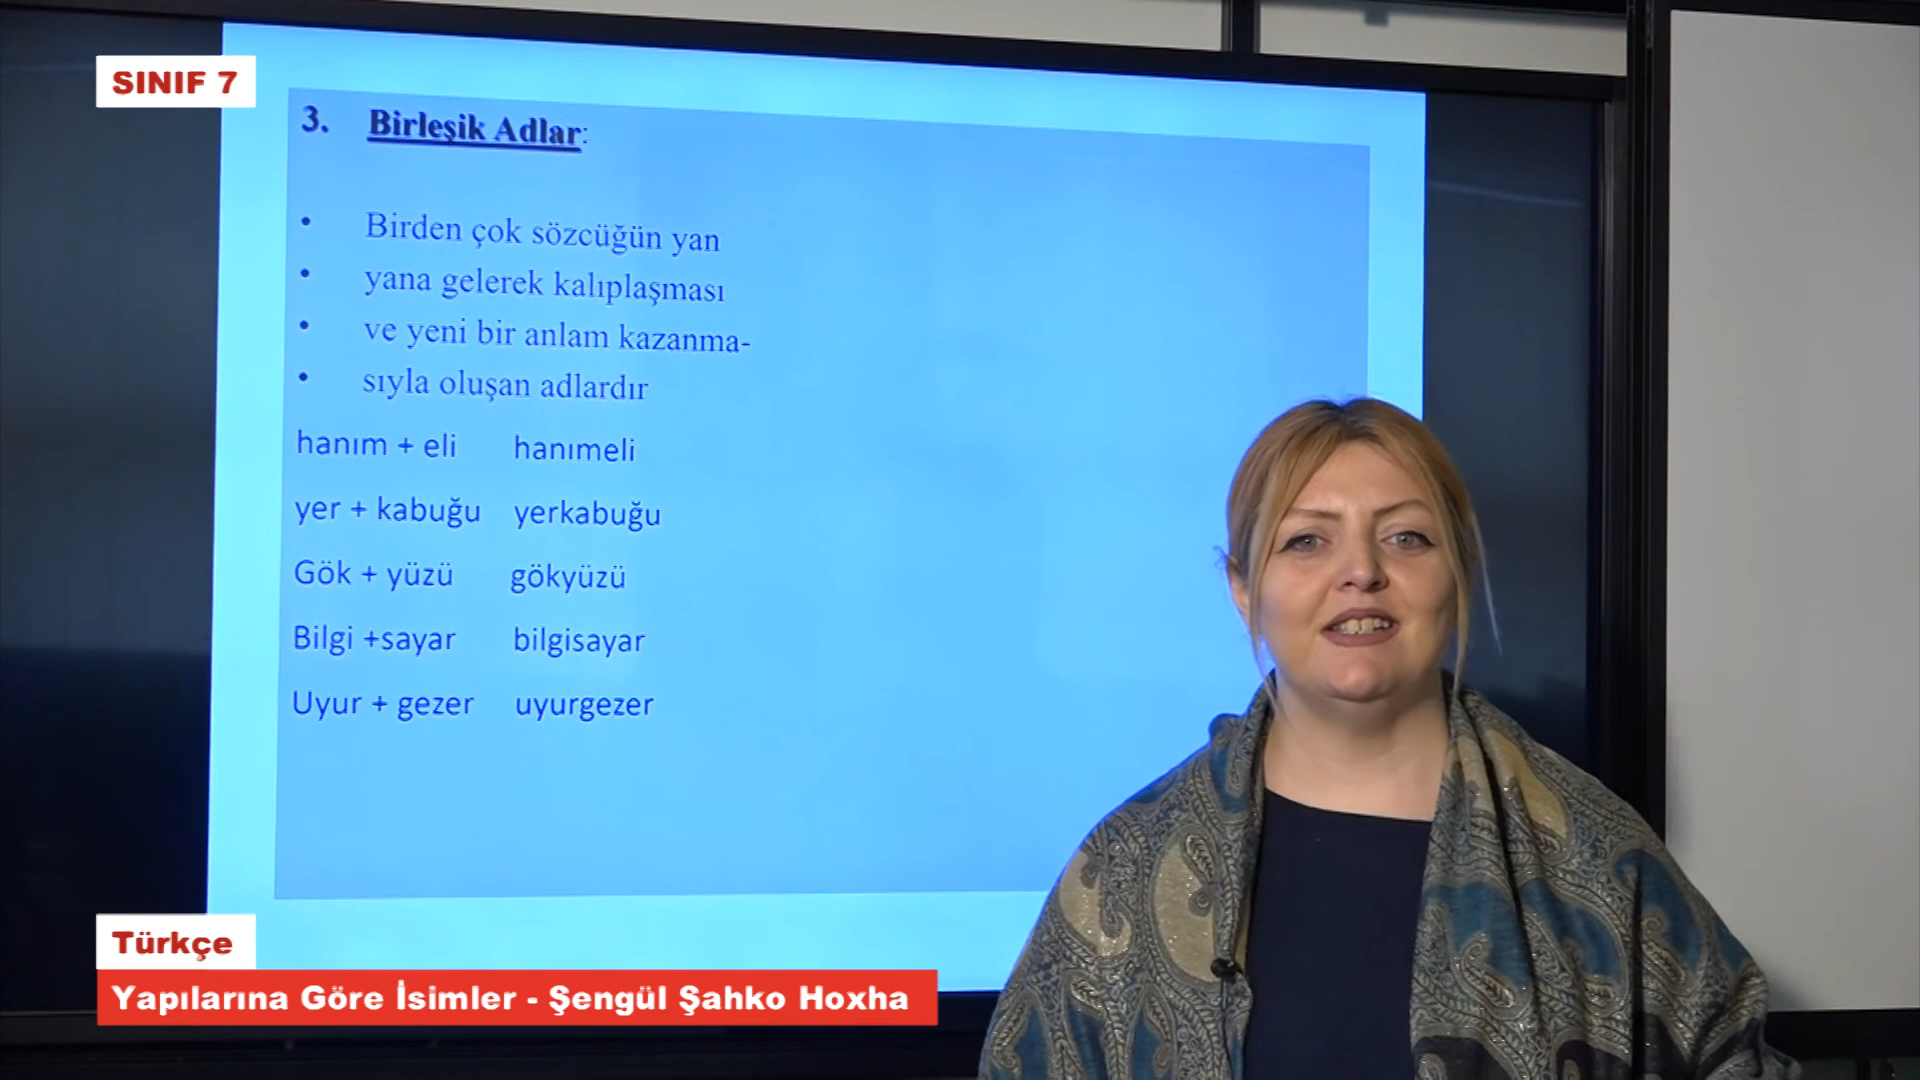 SINIF 7
3. Birleşik Adlar:
• Birden çok sözcüğün yan
• yana gelerek kalıplaşması
• ve yeni bir anlam kazanma-
• sıyla oluşan adlardır
hanım + eli hanımeli
yer + kabuğu yerkabuğu
Gök + yüzü gökyüzü
Bilgi +sayar bilgisayar
Uyur + gezer uyurgezer
Türkçe
Yapılarına Göre İsimler - Şengül Şahko Hoxha